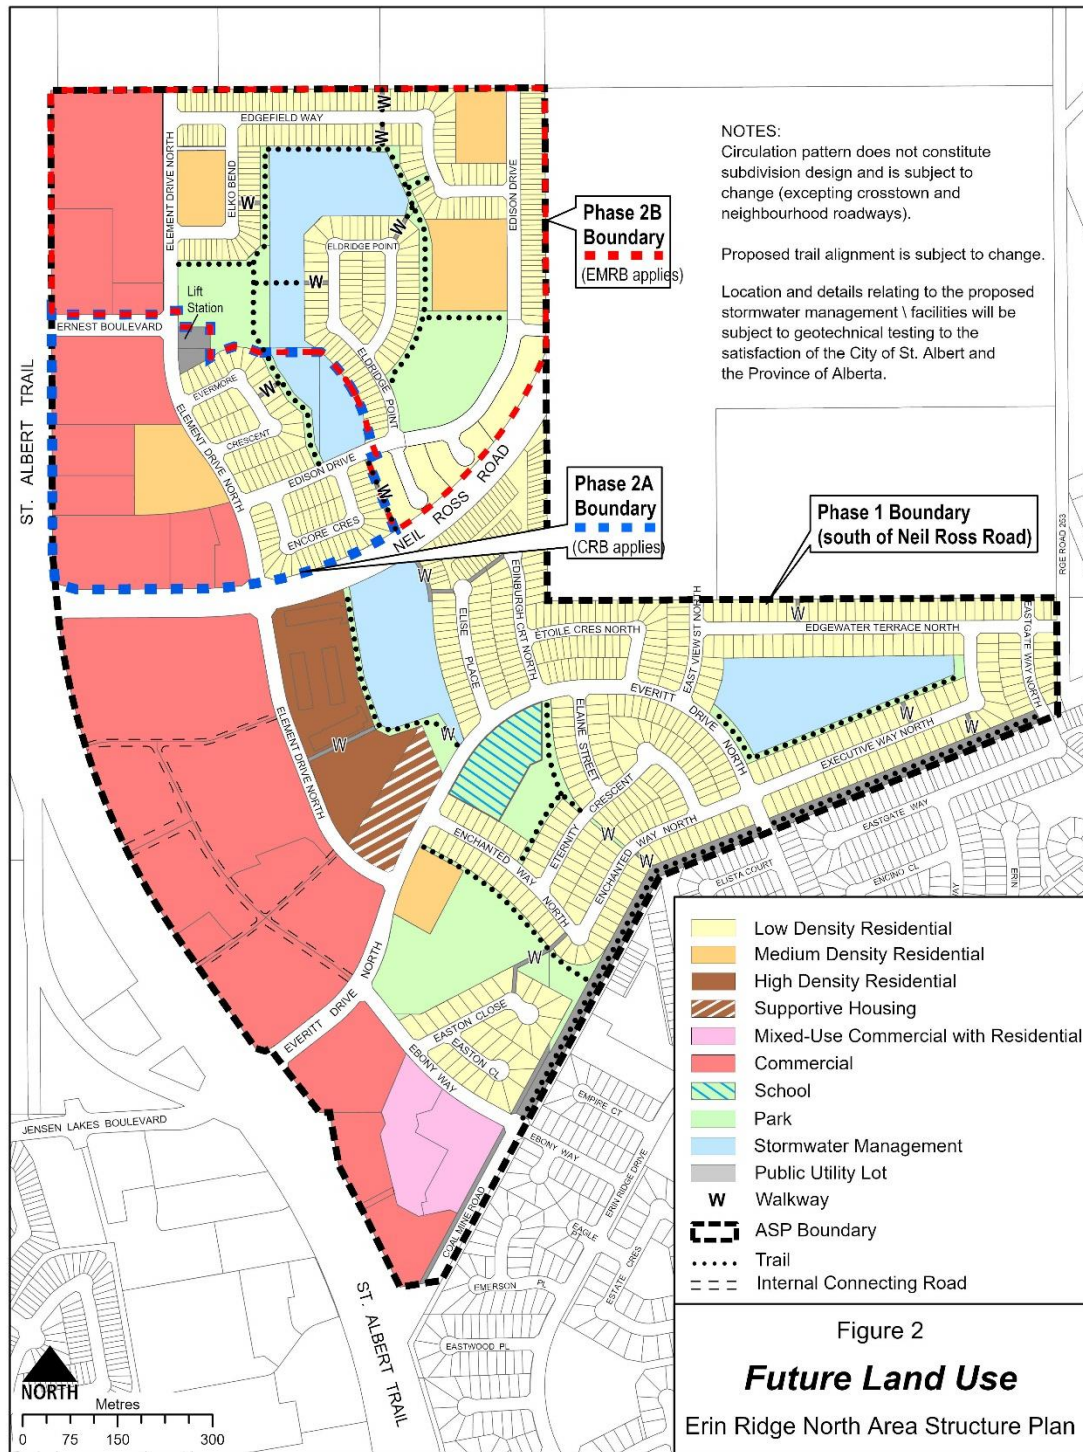 EDGEFIELD WAY
W
W
ELEMENT DRIVE NORTH
ELKO BEND
W
EDISON DRIVE
W
ELDRIDGE POINT
W
Lift
Station
ERNEST BOULEVARD
ELDRIDGE POINT
EVERMORE
CRESCENT
W
ELEMENT DRIVE NORTH
EDISON DRIVE
W
ENCORE CRES
NEIL ROSS ROAD
ST. ALBERT TRAIL
NOTES:
Circulation pattern does not constitute
subdivision design and is subject to
change (excepting crosstown and
neighbourhood roadways).
Proposed trail alignment is subject to change.
Location and details relating to the proposed
stormwater management \ facilities will be
subject to geotechnical testing to the
satisfaction of the City of St. Albert and
the Province of Alberta.
Phase 2B
Boundary
(EMRB applies)
Phase 2A
Boundary
(CRB applies)
Phase 1 Boundary
(south of Neil Ross Road)
RGE ROAD 253
W
ELISE PLACE
EDINBURGH CRT NORTH
ETOILE CRES NORTH
EAST VIEW ST NORTH
W
EDGEWATER TERRACE NORTH
EASTGATE WAY NORTH
EVERITT DRIVE NORTH
ELAINE STREET
W
W
EXECUTIVE WAY NORTH
ELEMENT DRIVE NORTH
W
W
ETERNITY CRESCENT
W
ENCHANTED WAY NORTH
W
ENCHANTED WAY NORTH
W
EASTGATE WAY
ELISTA COURT
ENCINO CL
ERIN
WAY
EVERITT DRIVE NORTH
EASTON CLOSE
EASTON CL
EBONY WAY
EMPIRE CT
EBONY WAY
ERIN RIDGE DRIVE
COAL MINE ROAD
EAGLE PT
EMERSON PL
ESTATE CRES
EASTWOOD PL
JENSEN LAKES BOULEVARD
ST. ALBERT TRAIL
Low Density Residential
Medium Density Residential
High Density Residential
Supportive Housing
Mixed-Use Commercial with Residential
Commercial
School
Park
Stormwater Management
Public Utility Lot
W Walkway
ASP Boundary
Trail
Internal Connecting Road
NORTH
Metres
0 75 150 300
Figure 2
Future Land Use
Erin Ridge North Area Structure Plan